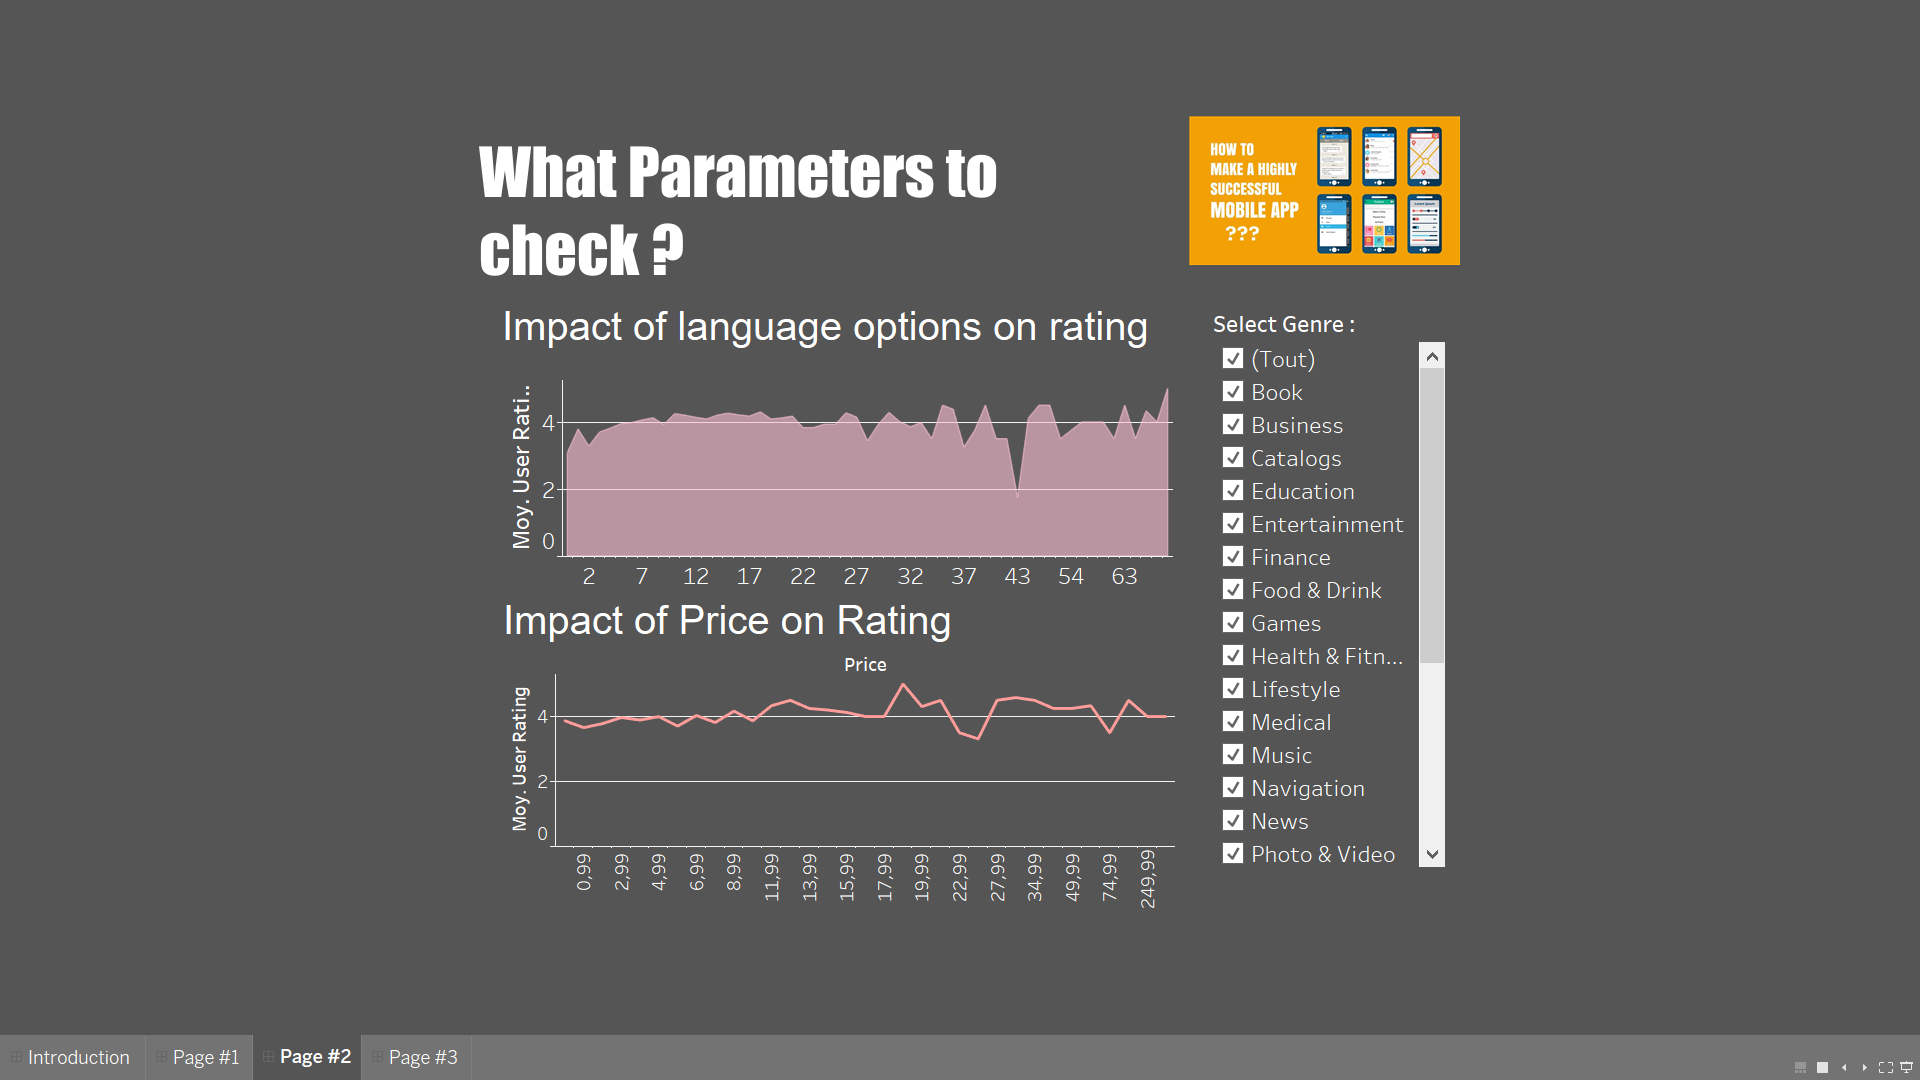 What Parameters to
check ?
HOW TO
MAKE A HIGHLY
SUCCESSFUL
MOBILE APP
???
Impact of language options on rating
Moy. User Rati..
4
2
0
2 7 12 17 22 27 32 37 43 54 63
Impact of Price on Rating
Price
Moy. User Rating
4
2
0
0,99 2,99 4,99 6,99 8,99 11,99 13,99 15,99 17,99 19,99 22,99 27,99 34,99 49,99 74,99 249,99
Select Genre :
(Tout)
Book
Business
Catalogs
Education
Entertainment
Finance
Food & Drink
Games
Health & Fitn...
Lifestyle
Medical
Music
Navigation
News
Photo & Video
Introduction Page #1 Page #2 Page #3